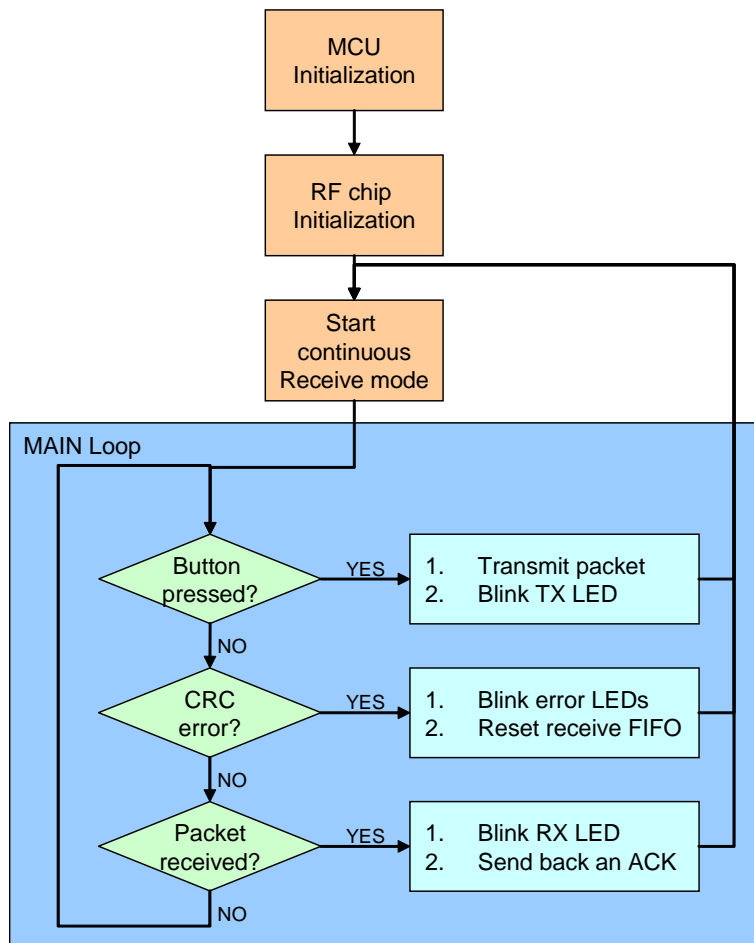 MCU
Initialization
RF chip
Initialization
Start
continuous
Receive mode
MAIN Loop
Button
pressed?
YES
1. Transmit packet
2. Blink TX LED
NO
CRC
error?
YES
1. Blink error LEDs
2. Reset receive FIFO
NO
Packet
received?
YES
1. Blink RX LED
2. Send back an ACK
NO